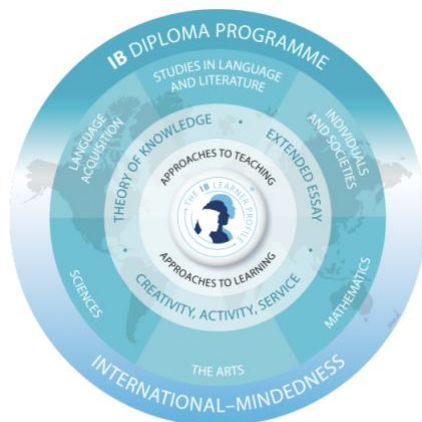 IB DIPLOMA PROGRAMME
STUDIES IN LANGUAGE
AND LITERATURE
LANGUAGE
ACQUISITION
INDIVIDUALS
AND SOCIETIES
THEORY OF KNOWLEDGE
EXTENDED ESSAY
APPROACHES TO TEACHING
THE IB LEARNER PROFILE
APPROACHES TO LEARNING
CREATIVITY, ACTIVITY, SERVICE
SCIENCES
MATHEMATICS
THE ARTS
INTERNATIONAL–MINDEDNESS